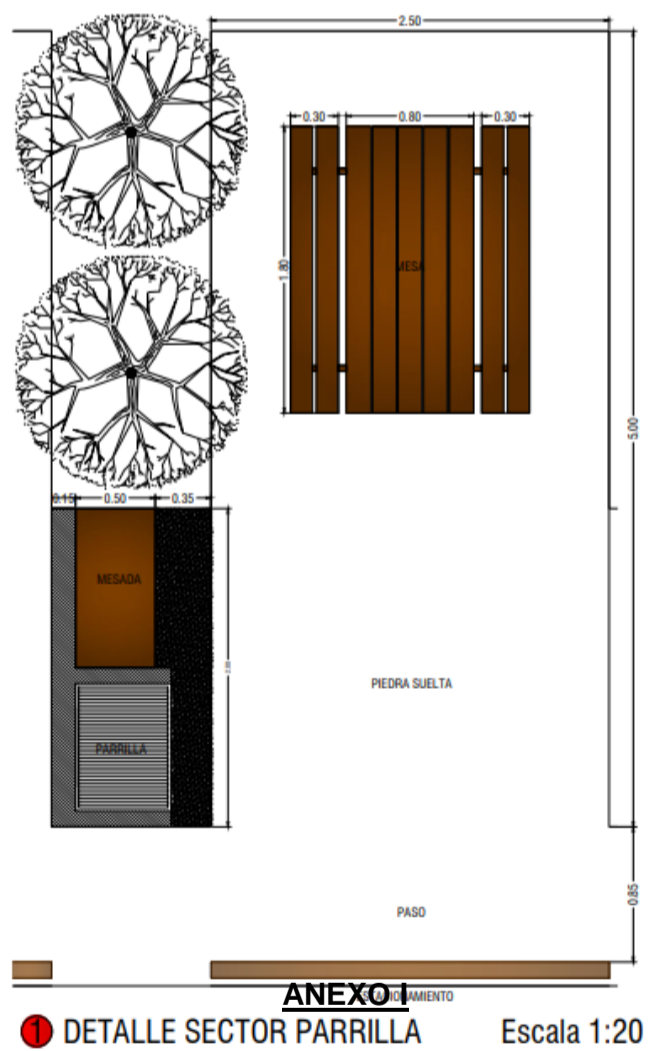 2.50
0.30 0.80 0.30
1.80
MESA
5.00
0.15 0.50 0.35
MESADA
PIEDRA SUELTA
PARRILLA
0.85
PASO
ANEXO I
1 DETALLE SECTOR PARRILLA Escala 1:20